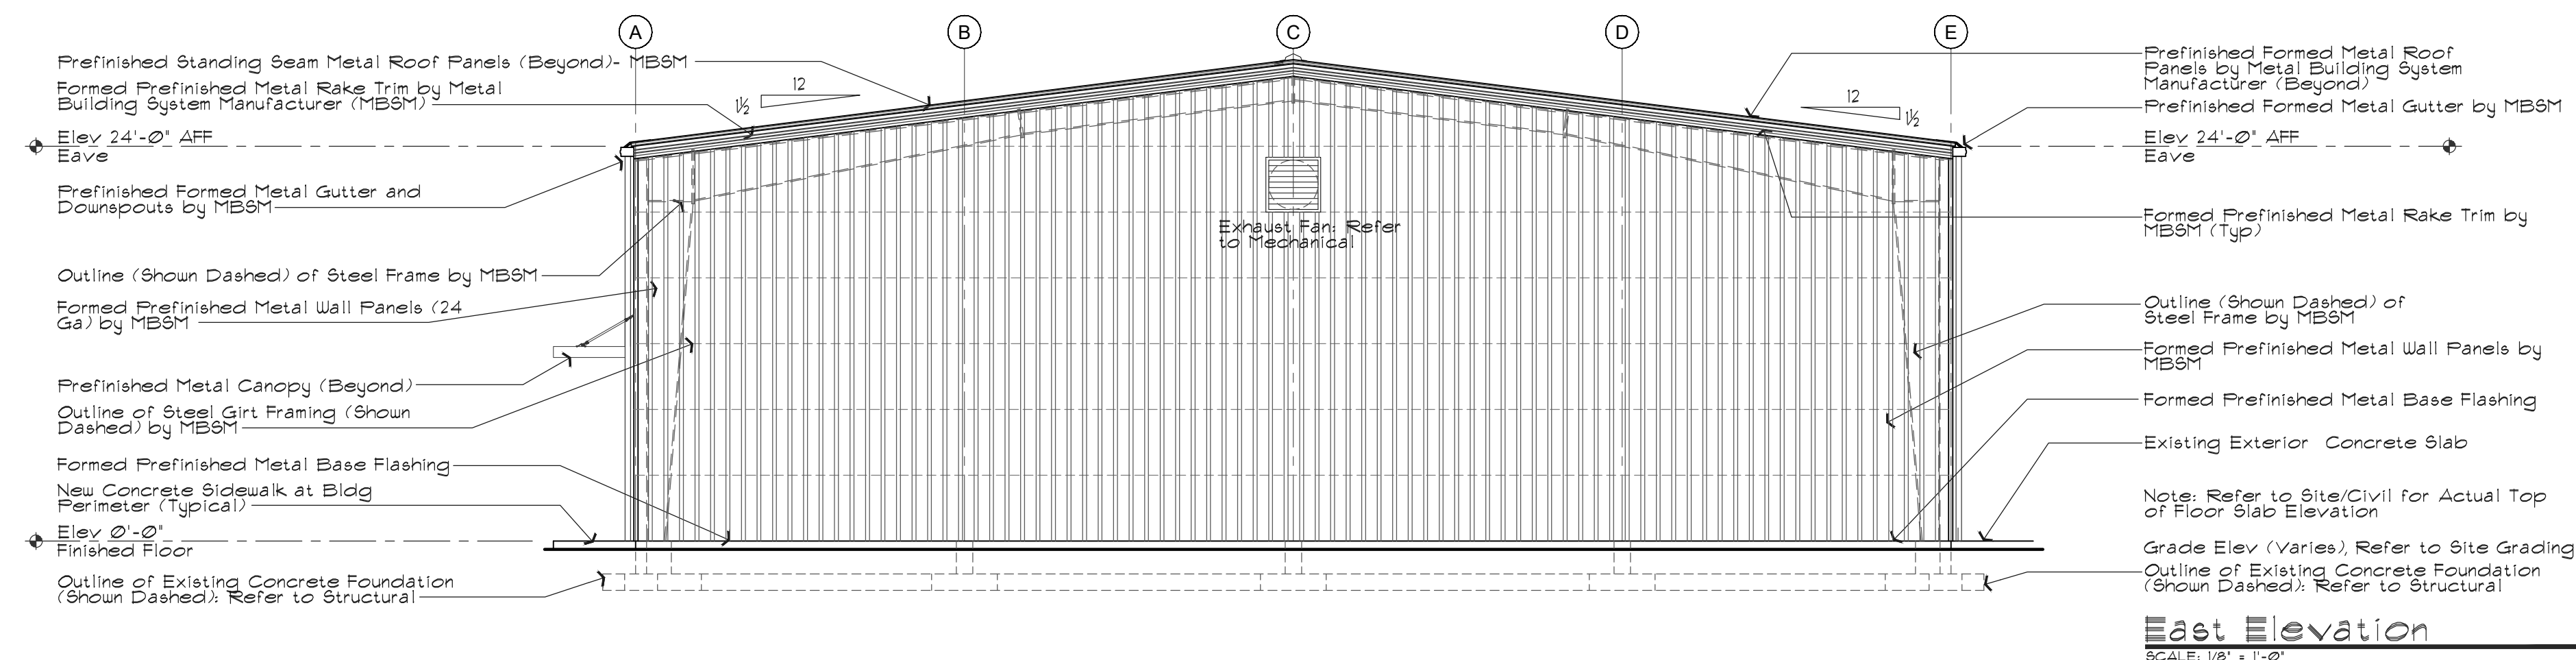 A
B
C
D
E
Prefinished Standing Seam Metal Roof Panels (Beyond)- MBSM
Formed Prefinished Metal Rake Trim by Metal
Building System Manufacturer (MBSM)
12
1½
Elev 24'-0" AFF
Eave
Prefinished Formed Metal Gutter and
Downspouts by MBSM
Outline (Shown Dashed) of Steel Frame by MBSM
Formed Prefinished Metal Wall Panels (24
Ga) by MBSM
Prefinished Metal Canopy (Beyond)
Outline of Steel Girt Framing (Shown
Dashed) by MBSM
Formed Prefinished Metal Base Flashing
New Concrete Sidewalk at Bldg
Perimeter (Typical)
Elev 0'-0"
Finished Floor
Outline of Existing Concrete Foundation
(Shown Dashed): Refer to Structural
Exhaust Fan: Refer
to Mechanical
12
1½
Prefinished Formed Metal Roof
Panels by Metal Building System
Manufacturer (Beyond)
Prefinished Formed Metal Gutter by MBSM
Elev 24'-0" AFF
Eave
Formed Prefinished Metal Rake Trim by
MBSM (Typ)
Outline (Shown Dashed) of
Steel Frame by MBSM
Formed Prefinished Metal Wall Panels by
MBSM
Formed Prefinished Metal Base Flashing
Existing Exterior Concrete Slab
Note: Refer to Site/Civil for Actual Top
of Floor Slab Elevation
Grade Elev (Varies), Refer to Site Grading
Outline of Existing Concrete Foundation
(Shown Dashed): Refer to Structural
East Elevation
SCALE: 1/8" = 1'-0"